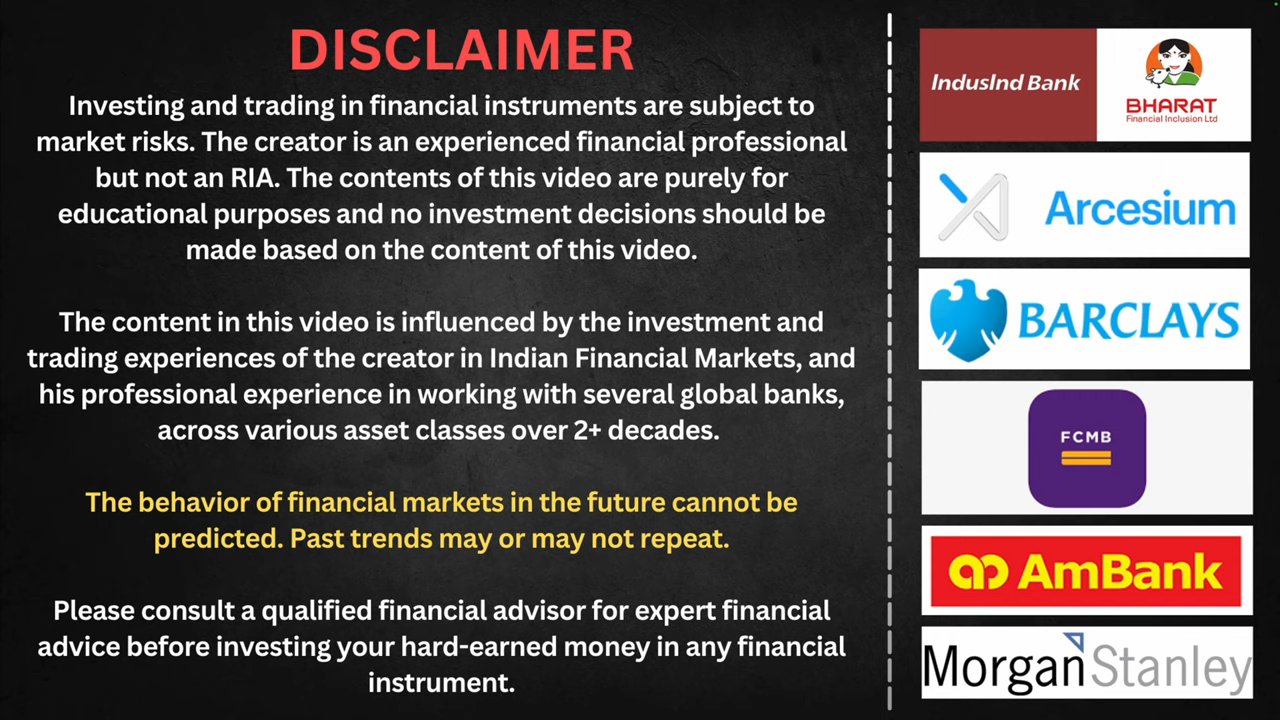 DISCLAIMER
Investing and trading in financial instruments are subject to
market risks. The creator is an experienced financial professional
but not an RIA. The contents of this video are purely for
educational purposes and no investment decisions should be
made based on the content of this video.
The content in this video is influenced by the investment and
trading experiences of the creator in Indian Financial Markets, and
his professional experience in working with several global banks,
across various asset classes over 2+ decades.
The behavior of financial markets in the future cannot be
predicted. Past trends may or may not repeat.
Please consult a qualified financial advisor for expert financial
advice before investing your hard-earned money in any financial
instrument.
IndusInd Bank
BHARAT
Financial Inclusion Ltd
Arcesium
BARCLAYS
FCMB
AmBank
Morgan Stanley